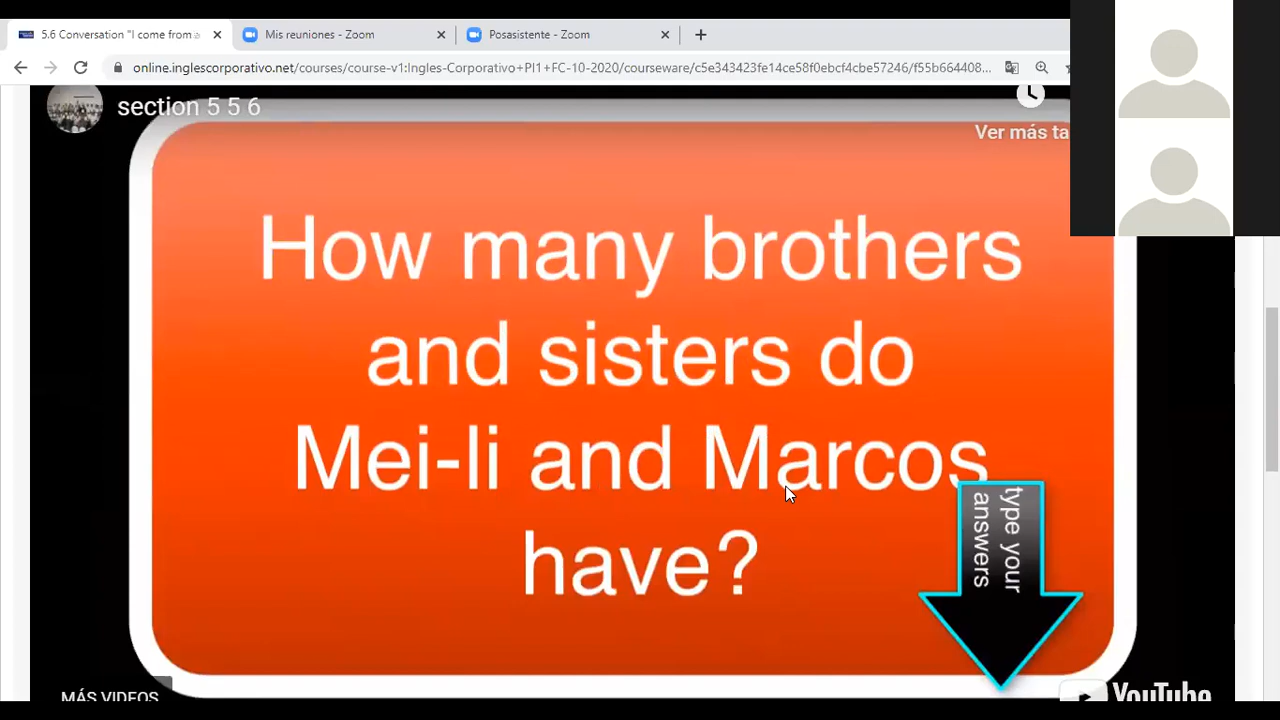 5.6 Conversation "I come from
Mis reuniones - Zoom
Posasistente - Zoom
online.inglescorporativo.net/courses/course-v1:Ingles-Corporativo+PI1+FC-10-2020/courseware/c5e343423fe14ce58f0ebcf4cbe57246/f55b664408...
section 5 5 6
Ver más ta
How many brothers
and sisters do
Mei-li and Marcos
have?
type your
answers
MÁS VIDEOS
YouTube